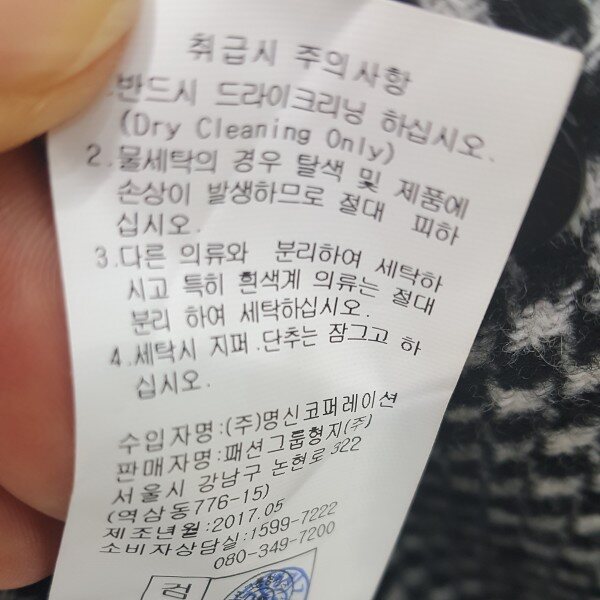 취급시 주의사항
1.반드시 드라이크리닝 하십시오.
(Dry Cleaning Only)
2.물세탁의 경우 탈색 및 제품에
손상이 발생하므로 절대 피하
십시오.
3.다른 의류와 분리하여 세탁하
시고 특히 흰색계 의류는 절대
분리 하여 세탁하십시오.
4.세탁시 지퍼.단추는 잠그고 하
십시오.
수입자명:(주)명신코퍼레이션
판매자명:패션그룹형지(주)
서울시 강남구 논현로 322
(역삼동776-15)
제조년월:2017.05
소비자상담실:1599-7222
080-349-7200
검